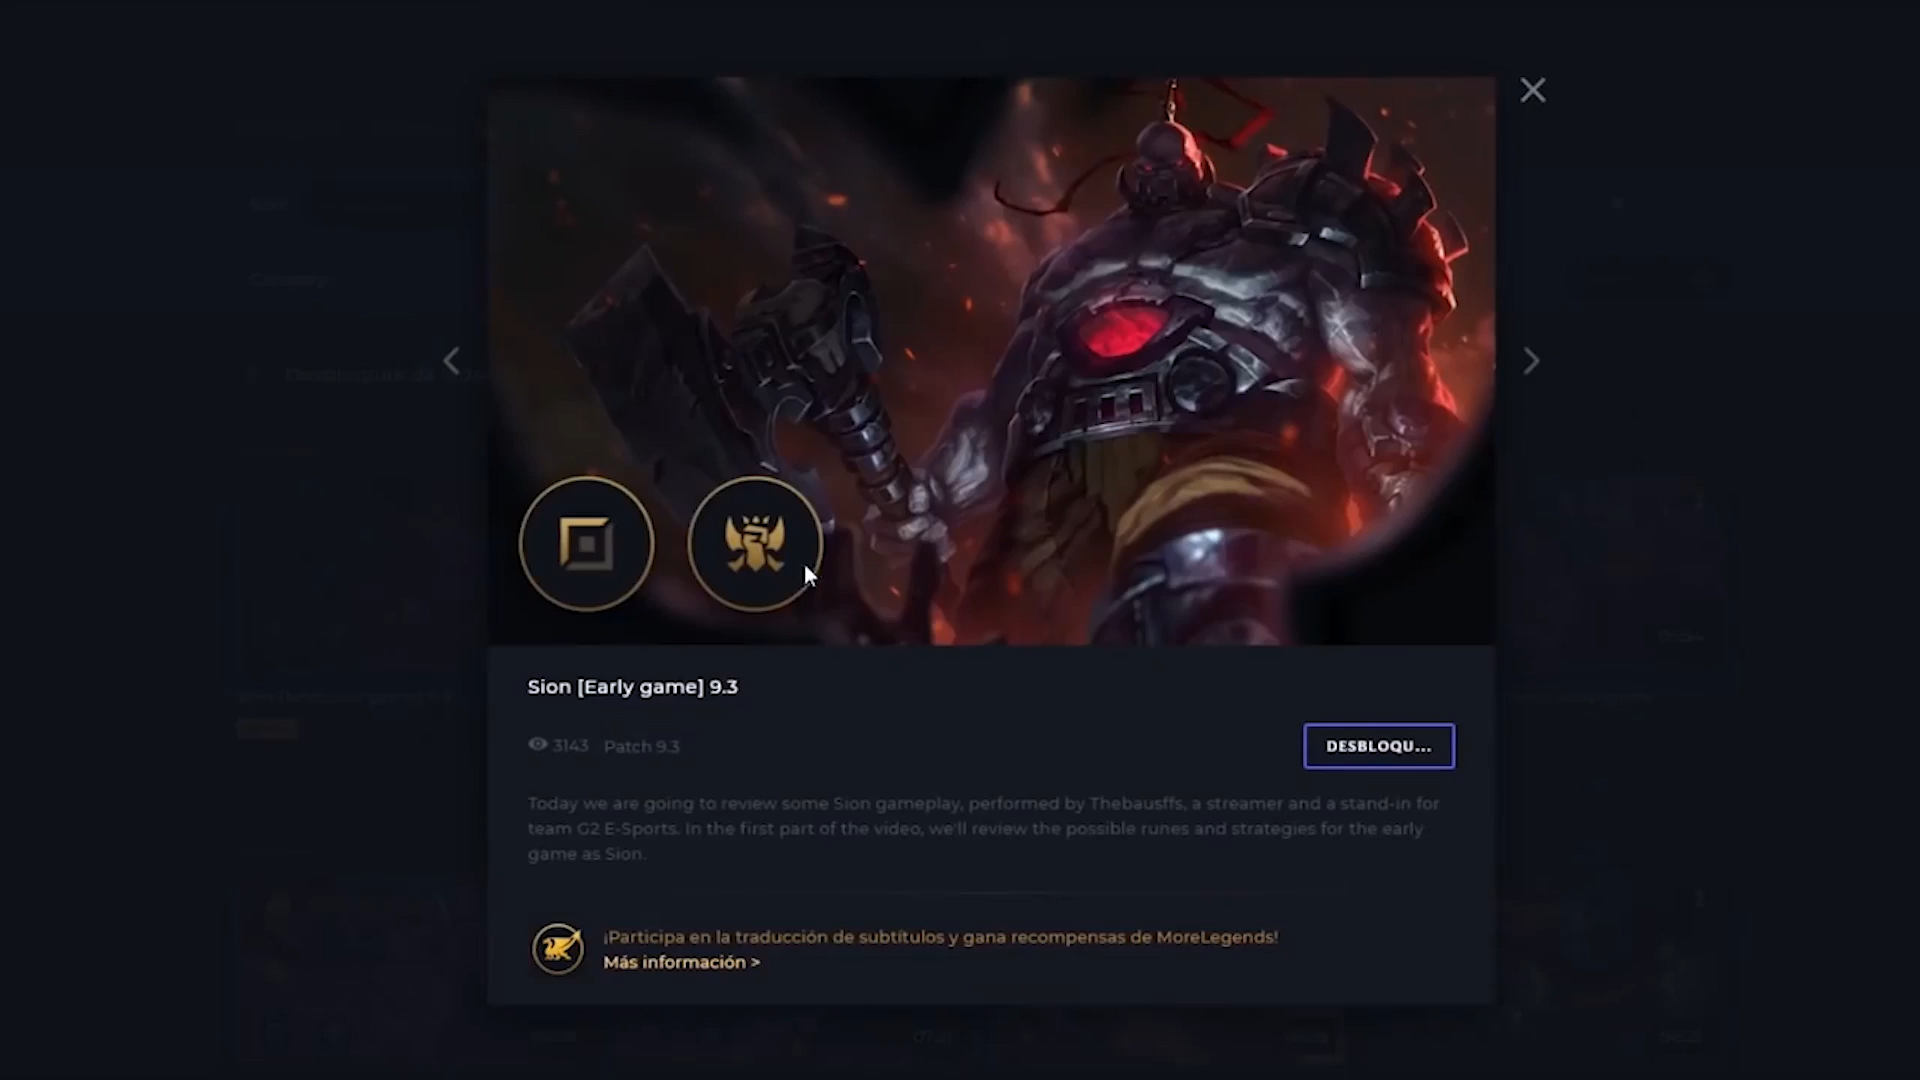 Sion [Early game] 9.3
3143 Patch 9.3
DESBLOQU...
Today we are going to review some Sion gameplay, performed by Thebausffs, a streamer and a stand-in for
team G2 E-Sports. In the first part of the video, we'll review the possible runes and strategies for the early
game as Sion.
¡Participa en la traducción de subtítulos y gana recompensas de MoreLegends!
Más información >